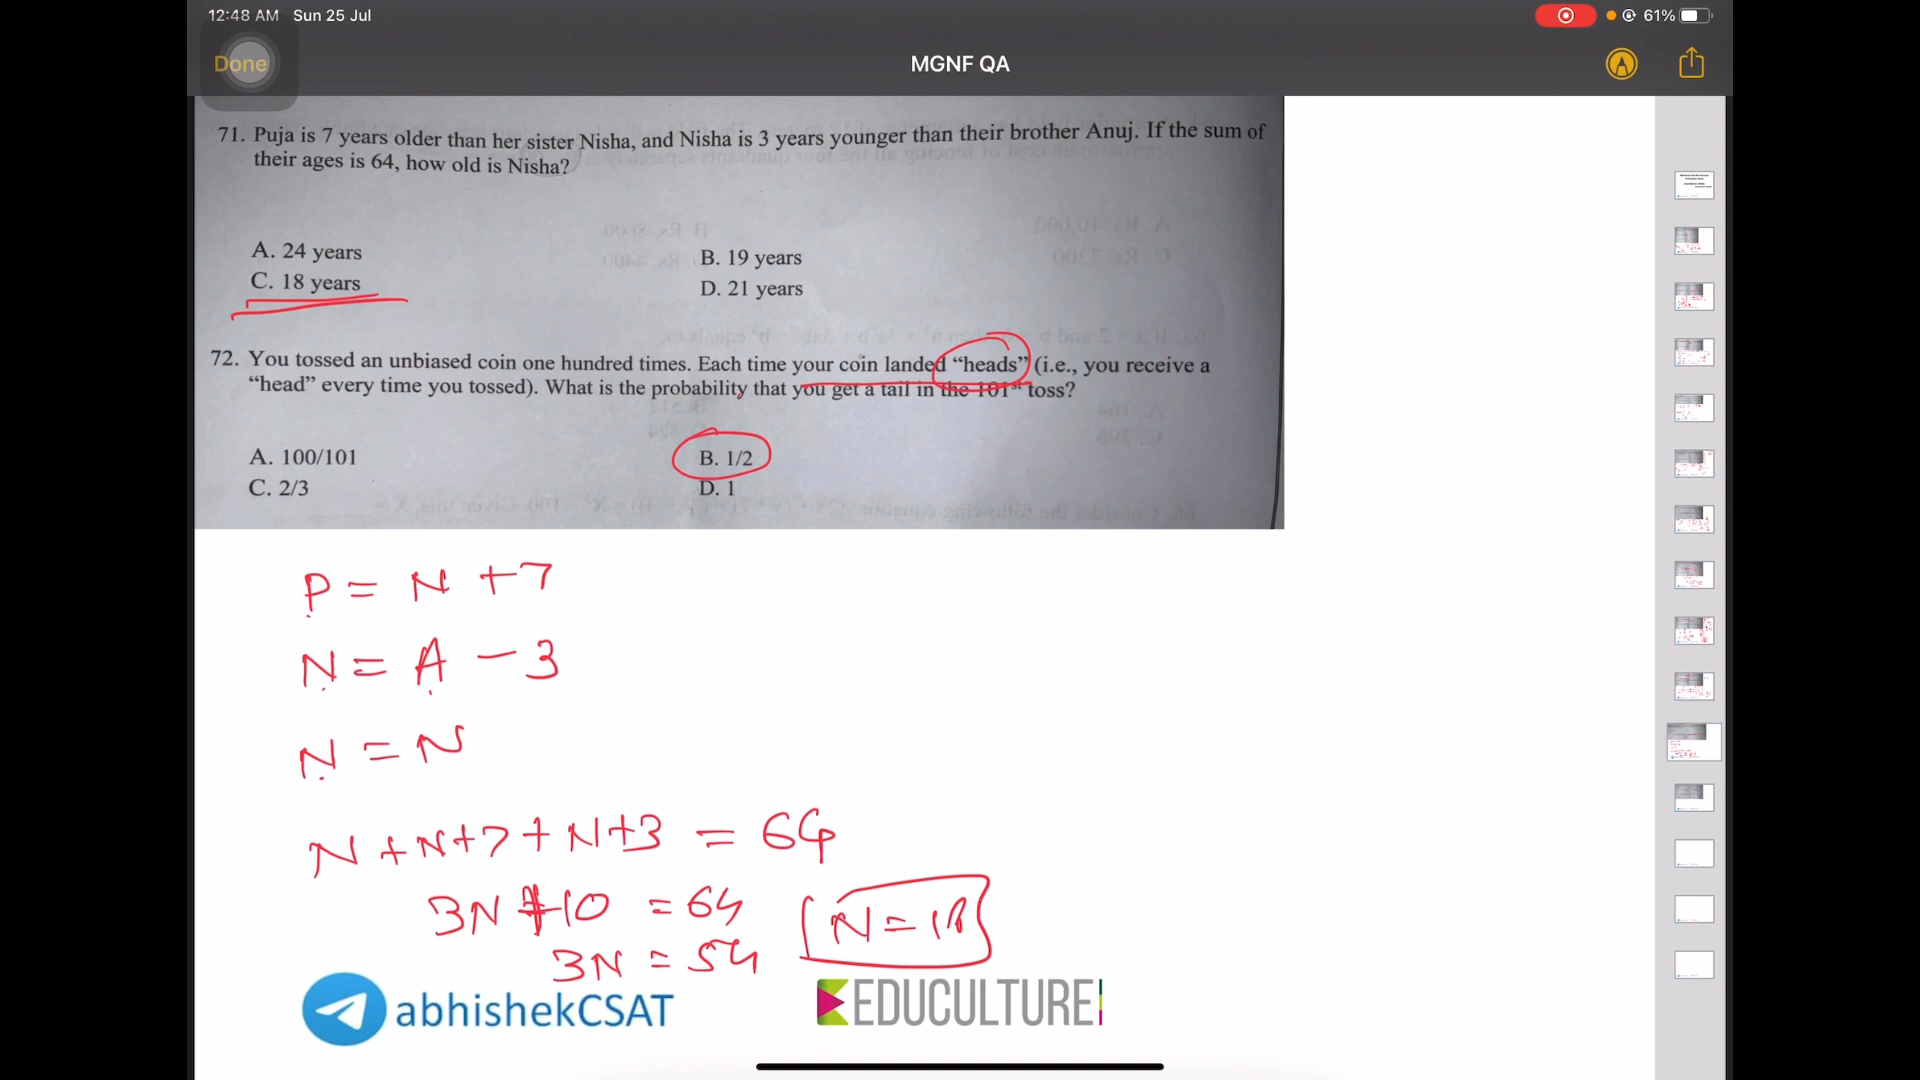 12:48 AM Sun 25 Jul
61%
Done
MGNF QA
71. Puja is 7 years older than her sister Nisha, and Nisha is 3 years younger than their brother Anuj. If the sum of
their ages is 64, how old is Nisha?
A. 24 years
B. 19 years
C. 18 years
D. 21 years
72. You tossed an unbiased coin one hundred times. Each time your coin landed “heads” (i.e., you receive a
“head” every time you tossed). What is the probability that you get a tail in the 101st toss?
A. 100/101
B. 1/2
C. 2/3
D. 1
P = N + 7
N = A - 3
N = N
N + N + 7 + N + 3 = 64
3N + 10 = 64
3N = 54
N = 18
abhishekCSAT
EDUCULTURE